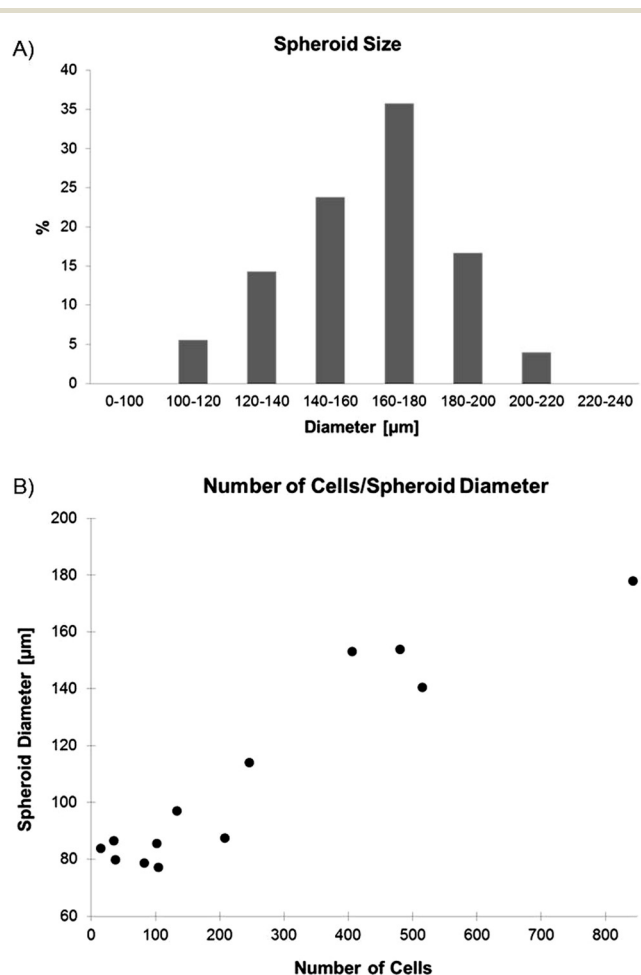 A)
Spheroid Size
40
35
30
25
20
15
10
5
0
%
0-100 100-120 120-140 140-160 160-180 180-200 200-220 220-240
Diameter [µm]
B)
Number of Cells/Spheroid Diameter
200
180
160
140
120
100
80
60
Spheroid Diameter [µm]
0 100 200 300 400 500 600 700 800
Number of Cells